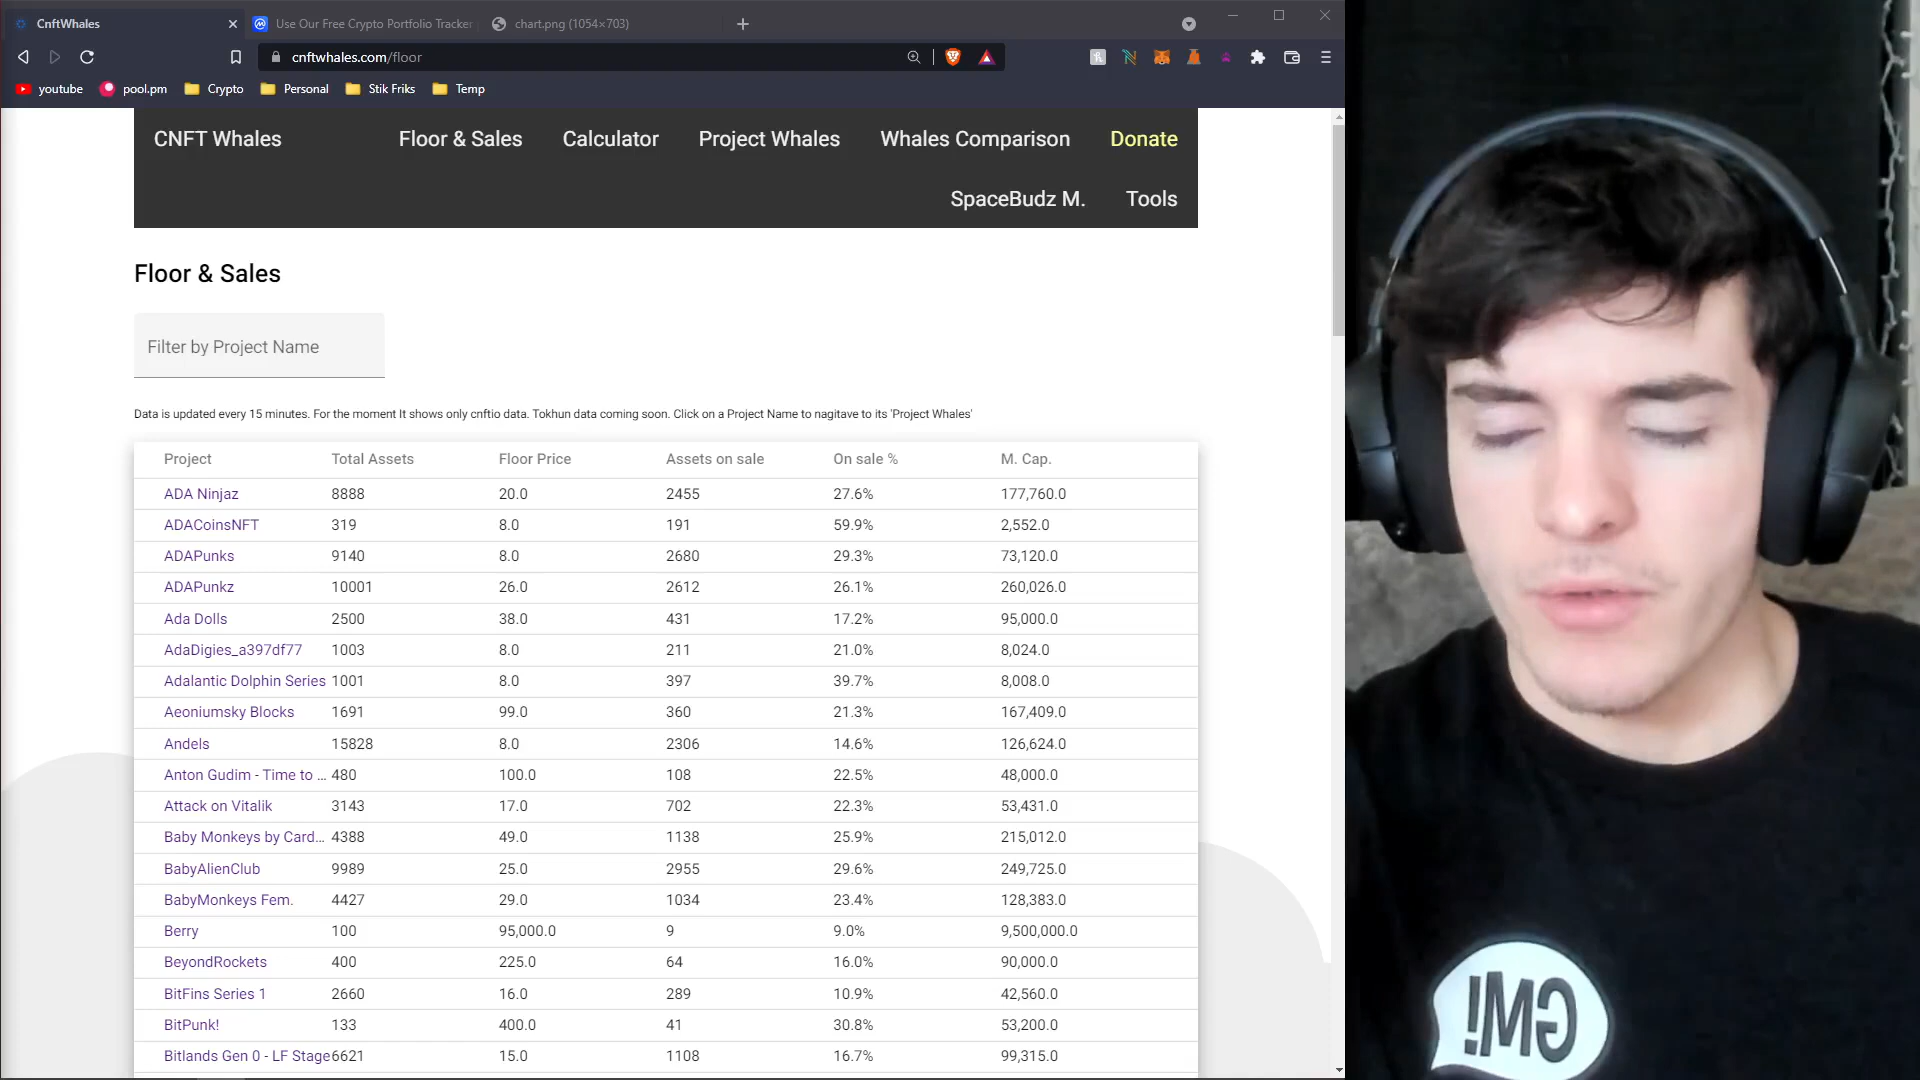 CnftWhales
Use Our Free Crypto Portfolio Tracker
chart.png (1054×703)
cnftwhales.com/floor
youtube
pool.pm
Crypto
Personal
Stik Friks
Temp
CNFT Whales
Floor & Sales
Calculator
Project Whales
Whales Comparison
Donate
SpaceBudz M.
Tools
Floor & Sales
Filter by Project Name
Data is updated every 15 minutes. For the moment It shows only cnftio data. Tokhun data coming soon. Click on a Project Name to nagitave to its 'Project Whales'
Project Total Assets Floor Price Assets on sale On sale % M. Cap.
ADA Ninjaz 8888 20.0 2455 27.6% 177,760.0
ADACoinsNFT 319 8.0 191 59.9% 2,552.0
ADAPunks 9140 8.0 2680 29.3% 73,120.0
ADAPunkz 10001 26.0 2612 26.1% 260,026.0
Ada Dolls 2500 38.0 431 17.2% 95,000.0
AdaDigies_a397df77 1003 8.0 211 21.0% 8,024.0
Adalantic Dolphin Series 1001 8.0 397 39.7% 8,008.0
Aeoniumsky Blocks 1691 99.0 360 21.3% 167,409.0
Andels 15828 8.0 2306 14.6% 126,624.0
Anton Gudim - Time to ... 480 100.0 108 22.5% 48,000.0
Attack on Vitalik 3143 17.0 702 22.3% 53,431.0
Baby Monkeys by Card... 4388 49.0 1138 25.9% 215,012.0
BabyAlienClub 9989 25.0 2955 29.6% 249,725.0
BabyMonkeys Fem. 4427 29.0 1034 23.4% 128,383.0
Berry 100 95,000.0 9 9.0% 9,500,000.0
BeyondRockets 400 225.0 64 16.0% 90,000.0
BitFins Series 1 2660 16.0 289 10.9% 42,560.0
BitPunk! 133 400.0 41 30.8% 53,200.0
Bitlands Gen 0 - LF Stage 6621 15.0 1108 16.7% 99,315.0
GM!